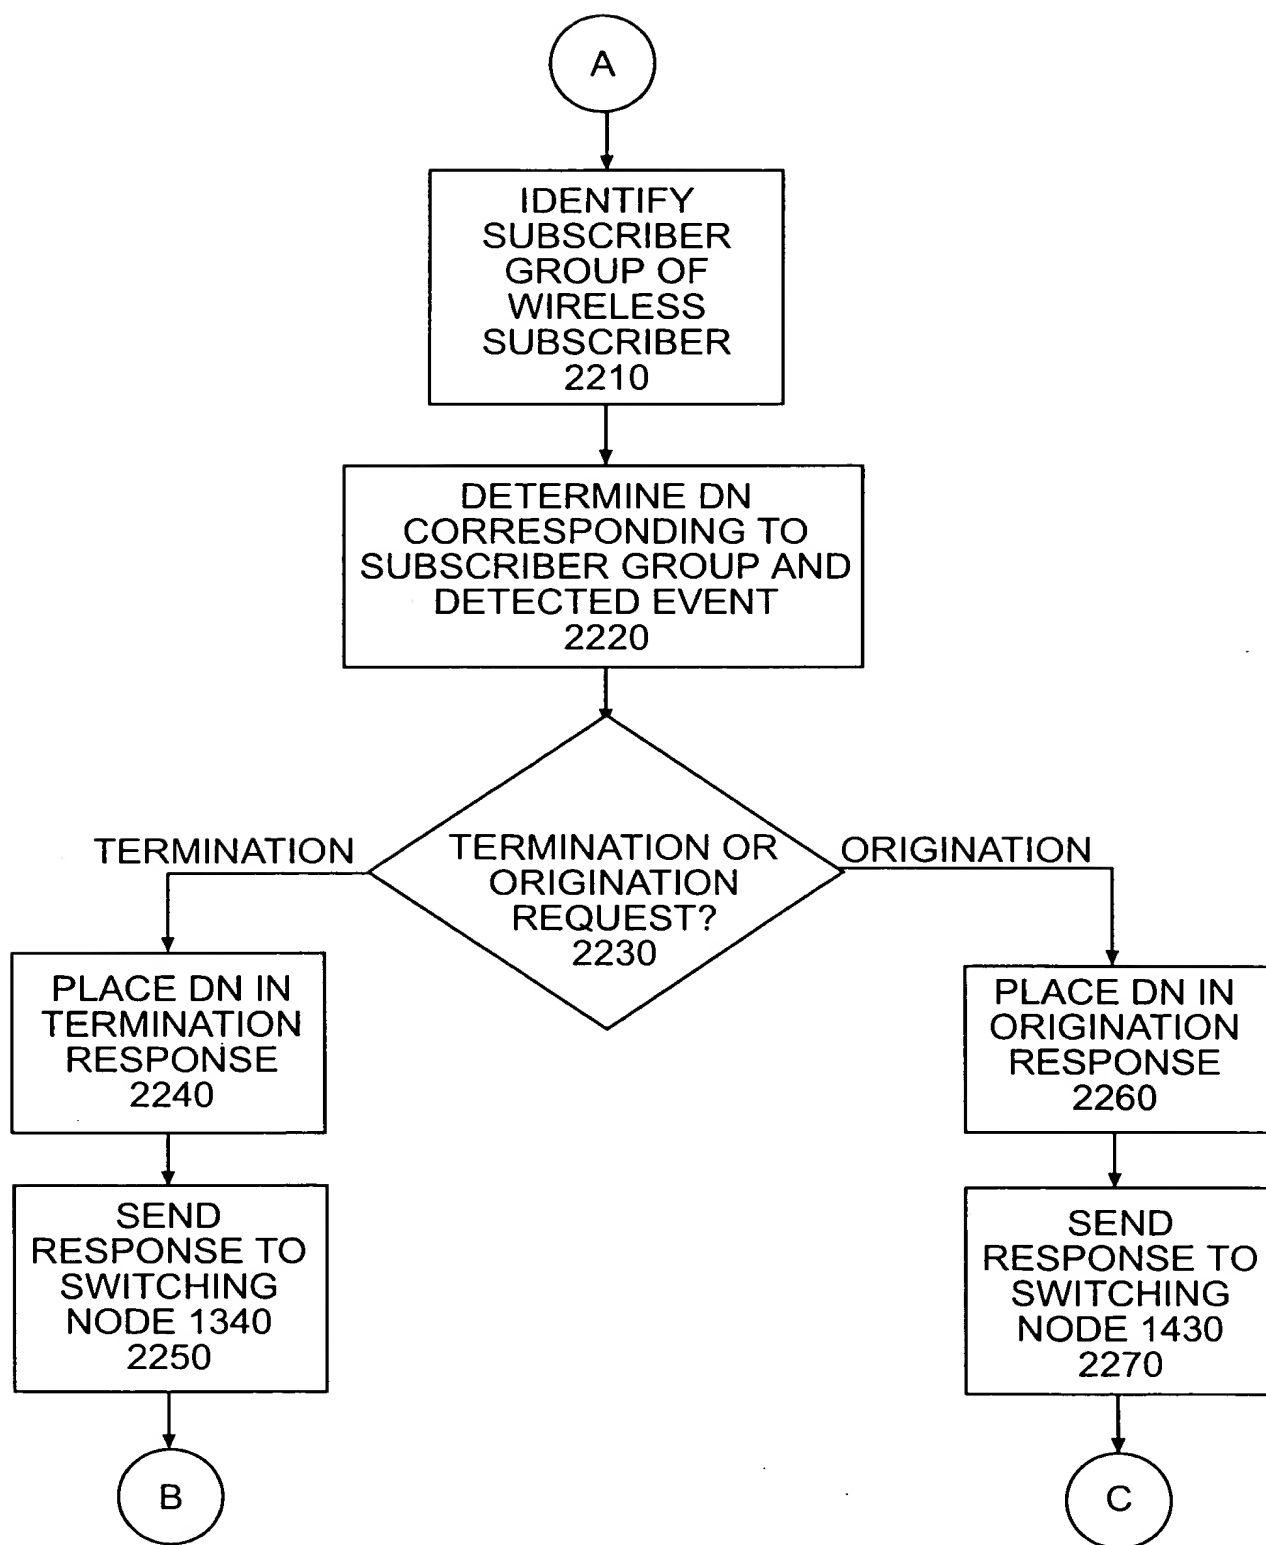 A
IDENTIFY
SUBSCRIBER
GROUP OF
WIRELESS
SUBSCRIBER
2210
DETERMINE DN
CORRESPONDING TO
SUBSCRIBER GROUP AND
DETECTED EVENT
2220
TERMINATION
TERMINATION OR
ORIGINATION
REQUEST?
2230
ORIGINATION
PLACE DN IN
TERMINATION
RESPONSE
2240
PLACE DN IN
ORIGINATION
RESPONSE
2260
SEND
RESPONSE TO
SWITCHING
NODE 1340
2250
SEND
RESPONSE TO
SWITCHING
NODE 1430
2270
B
C